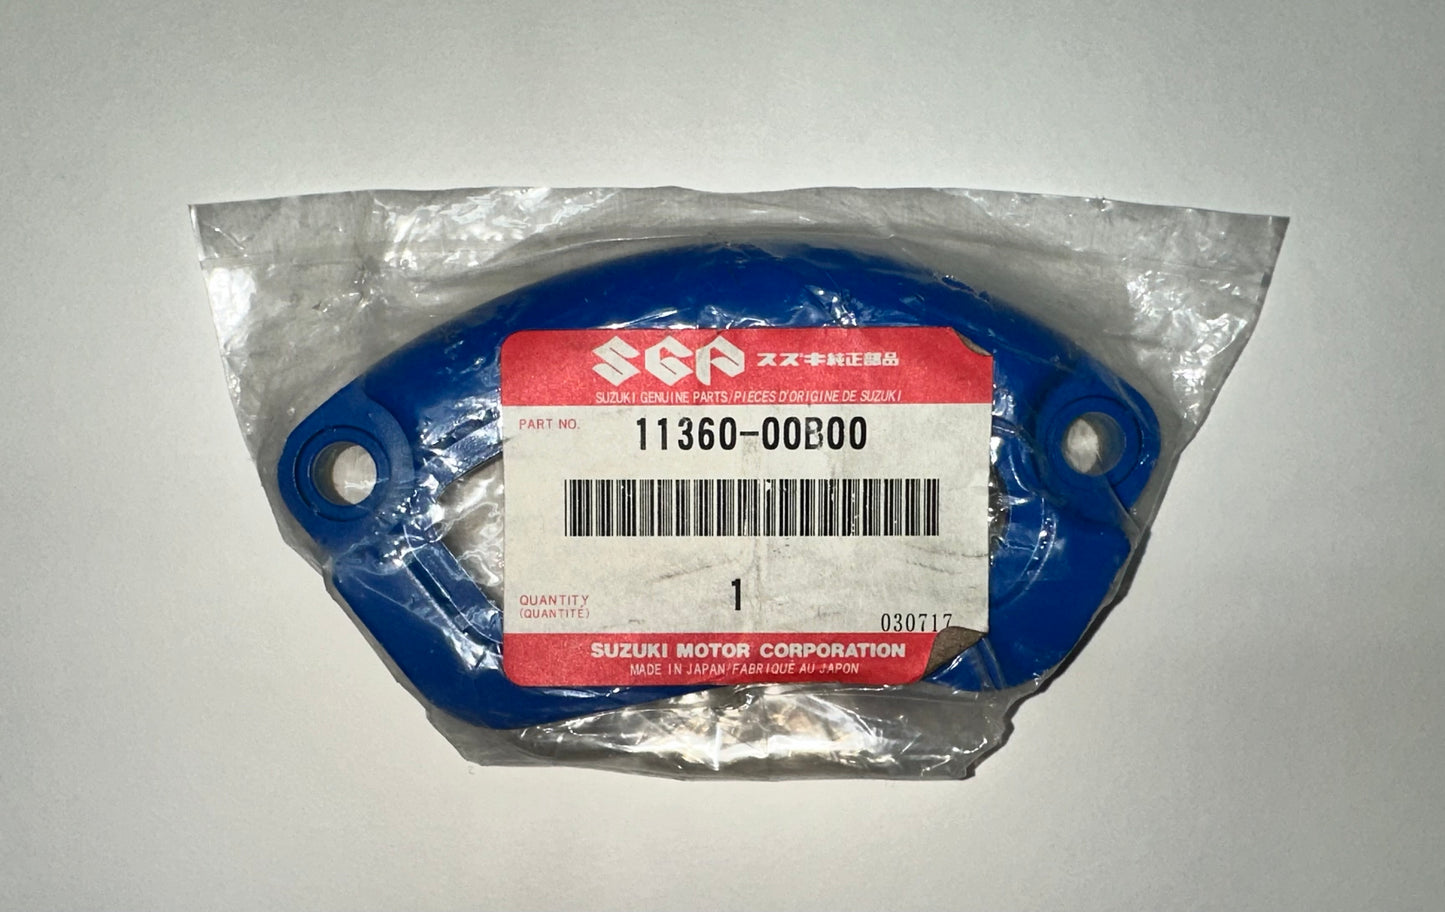 SGP スズキ純正部品
SUZUKI GENUINE PARTS/PIÈCES D'ORIGINE DE SUZUKI
PART NO. 11360-00B00
1
QUANTITY
(QUANTITÉ)
030717
SUZUKI MOTOR CORPORATION
MADE IN JAPAN/FABRIQUÉ AU JAPON